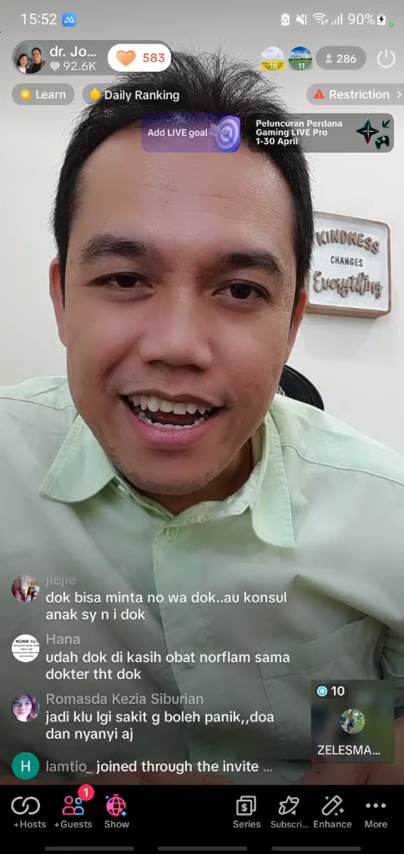 15:52
90%
dr. Jo...
92.6K
583
18
11
286
Learn
Daily Ranking
Restriction
Add LIVE goal
Peluncuran Perdana
Gaming LIVE Pro
1-30 April
KINDNESS
CHANGES
Everything
jiejie
dok bisa minta no wa dok..au konsul
anak sy n i dok
Hana
udah dok di kasih obat norflam sama
dokter tht dok
Romasda Kezia Siburian
jadi klu lgi sakit g boleh panik,,doa
dan nyanyi aj
10
ZELESMA...
H
lamtio_ joined through the invite ...
1
+Hosts
+Guests
Show
Series
Subscri...
Enhance
More